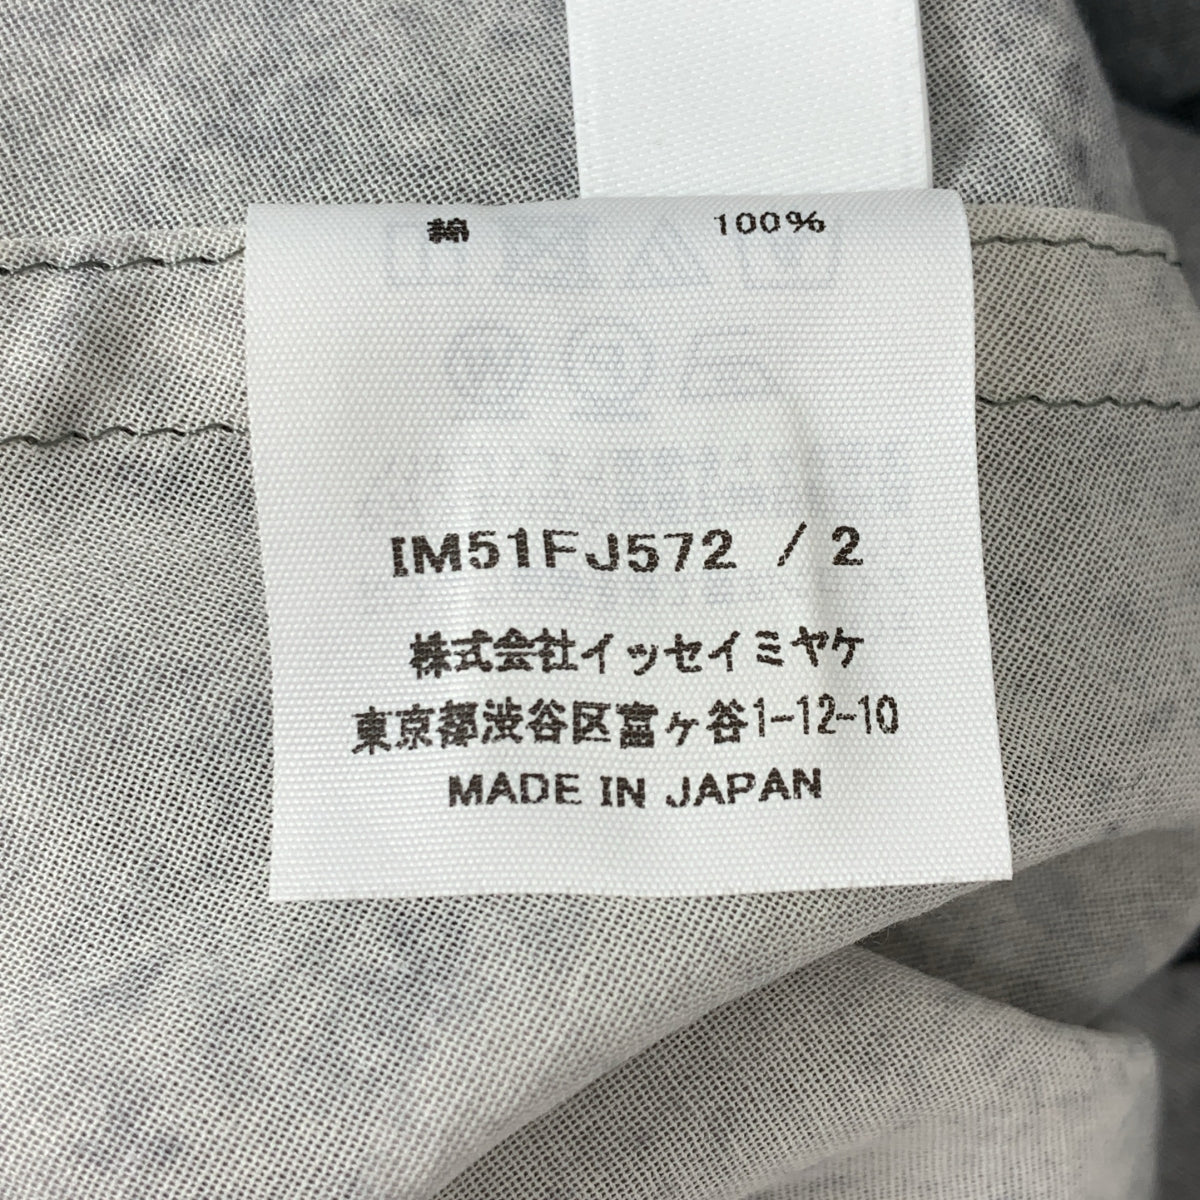 綿 100%
IM51FJ572 / 2
株式会社イッセイミヤケ
東京都渋谷区富ヶ谷1-12-10
MADE IN JAPAN